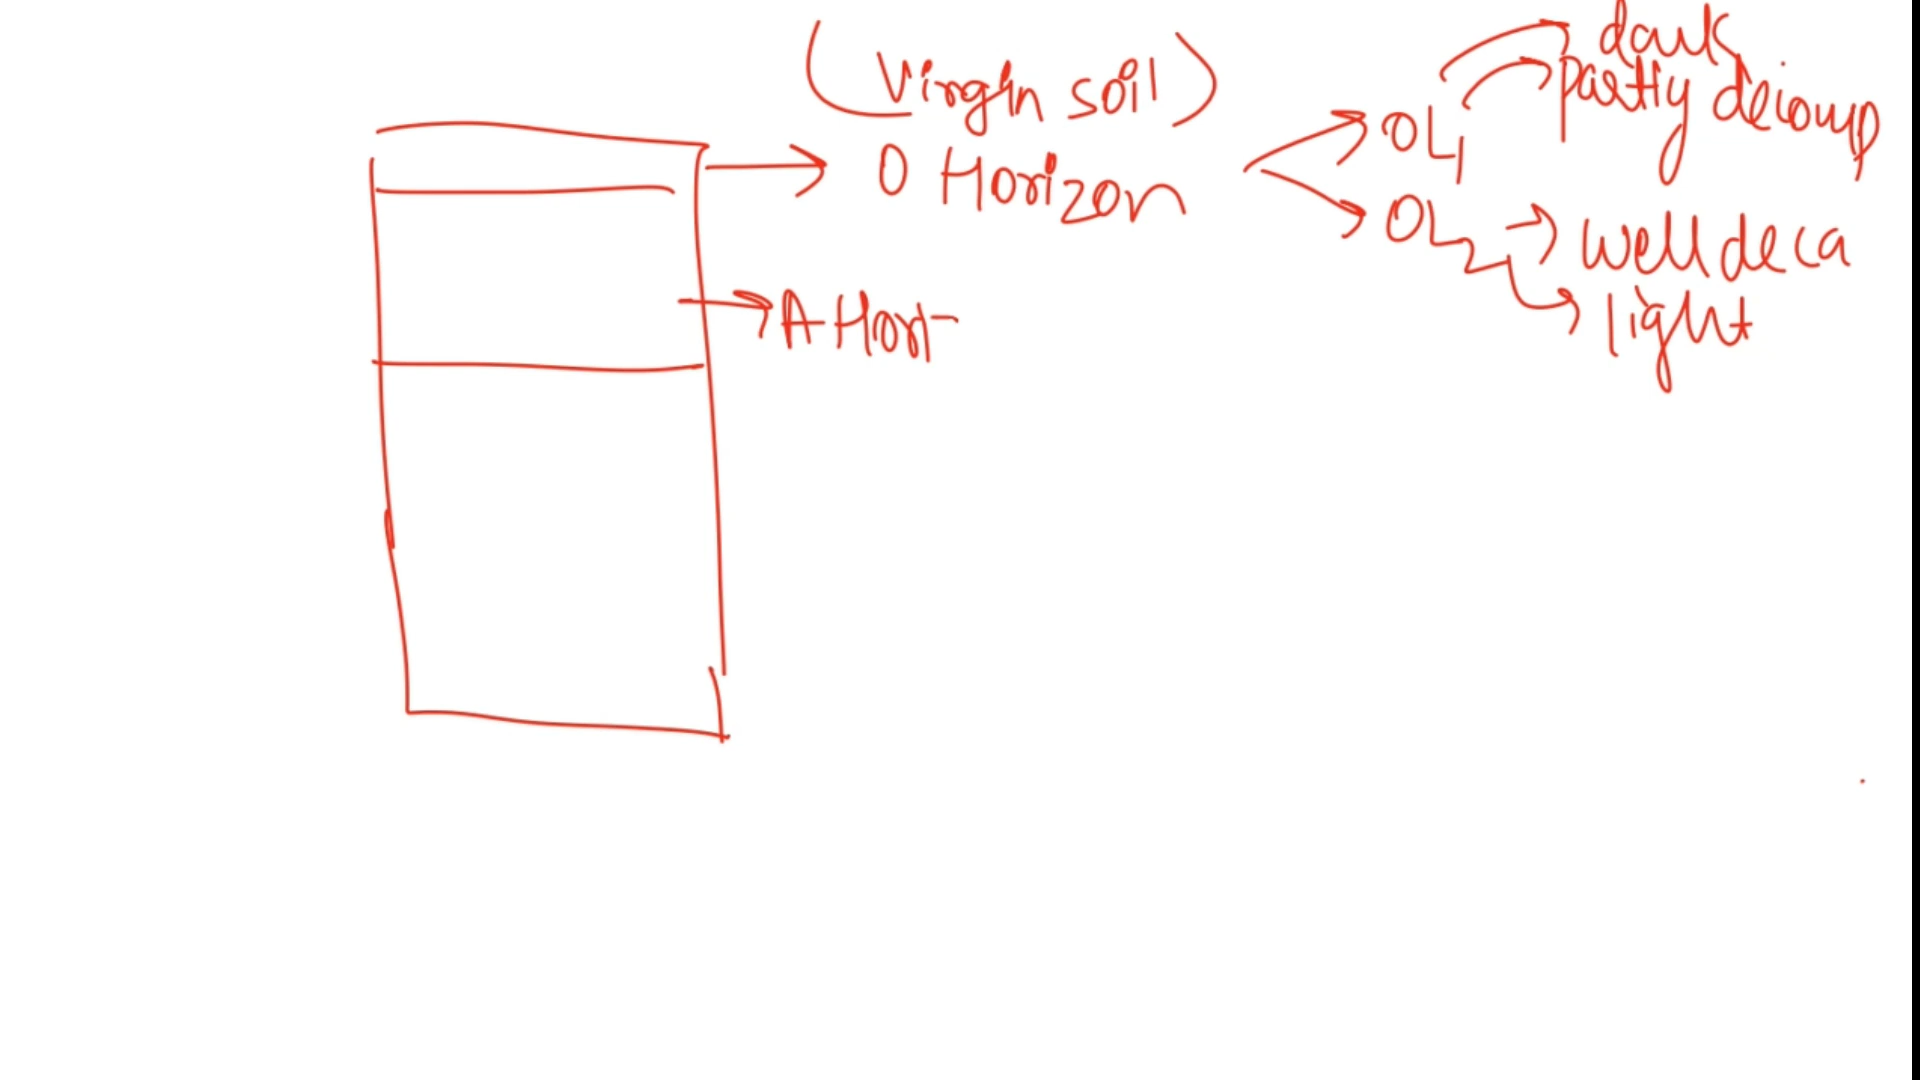 (Virgin soil)
O Horizon
OL1
dark
partly decomp
OL2
well deca
light
A Hori